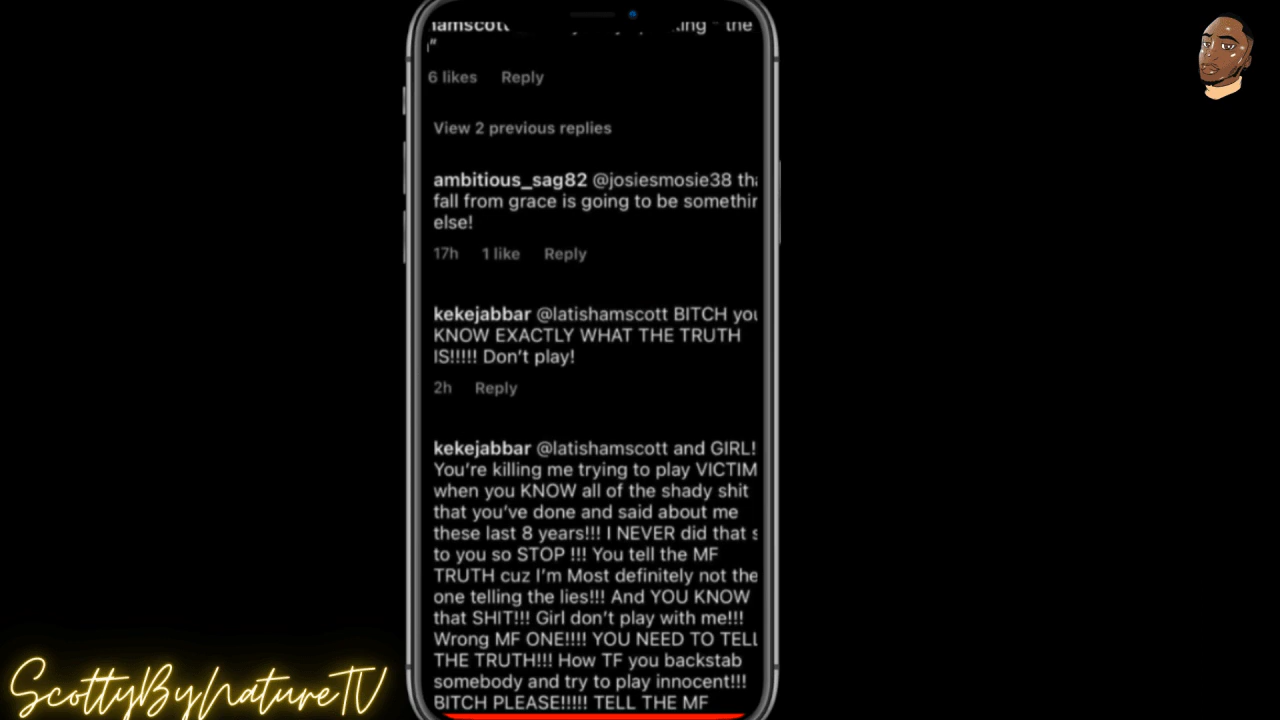 the
6 likes Reply
View 2 previous replies
ambitious_sag82 @josiesmosie38
fall from grace is going to be
else!
17h 1 like Reply
kekejabbar @latishamscott BITCH
KNOW EXACTLY WHAT THE TRUTH
IS!!!!! Don't play!
2h Reply
kekejabbar @latishamscott and GIRL!
You're killing me trying to play VICTIM
when you KNOW all of the shady shit
that you've done and said about me
these last 8 years!!! I NEVER did that
to you so STOP !!! You tell the MF
TRUTH cuz I'm Most definitely not the
one telling the lies!!! And YOU KNOW
that SHIT!!! Girl don't play with me!!!
Wrong MF ONE!!!! YOU NEED TO TELL
THE TRUTH!!! How TF you backstab
somebody and try to play innocent!!!
BITCH PLEASE!!!!! TELL THE MF
ScottyByNatureTV